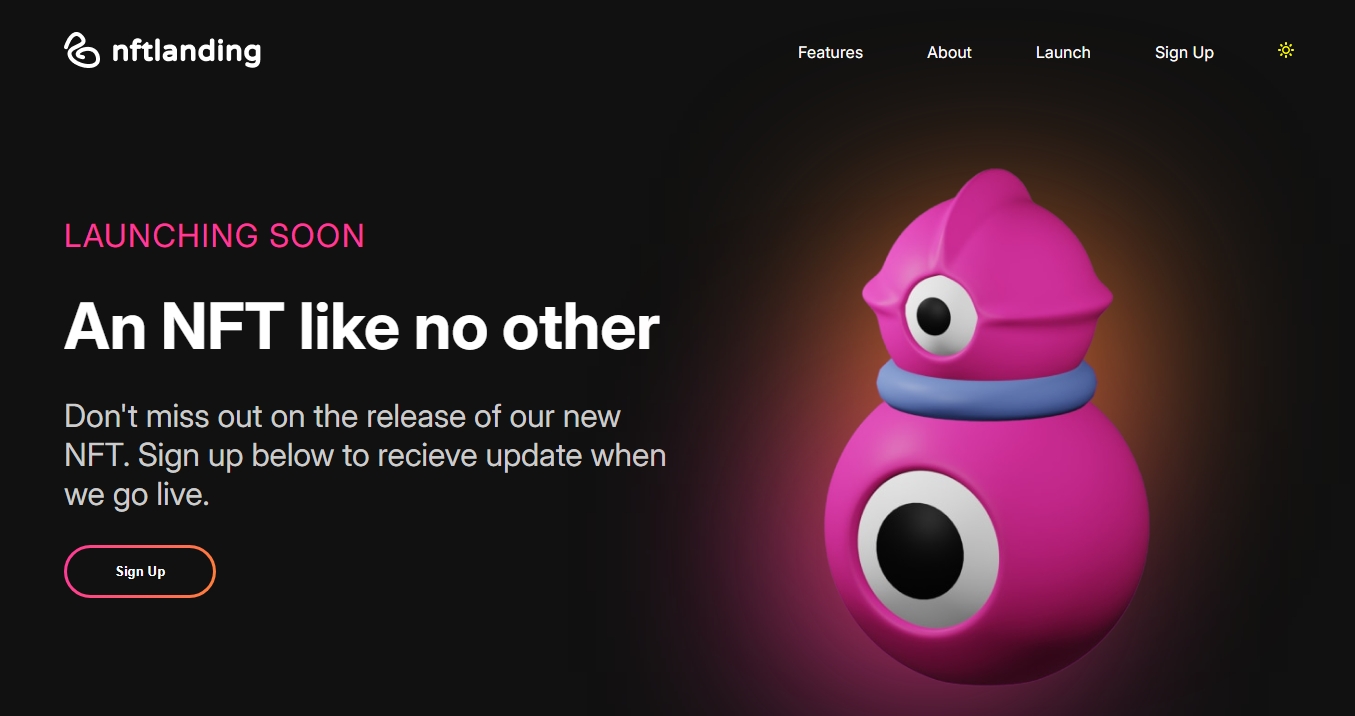 nftlanding
Features About Launch Sign Up
LAUNCHING SOON
An NFT like no other
Don't miss out on the release of our new
NFT. Sign up below to recieve update when
we go live.
Sign Up